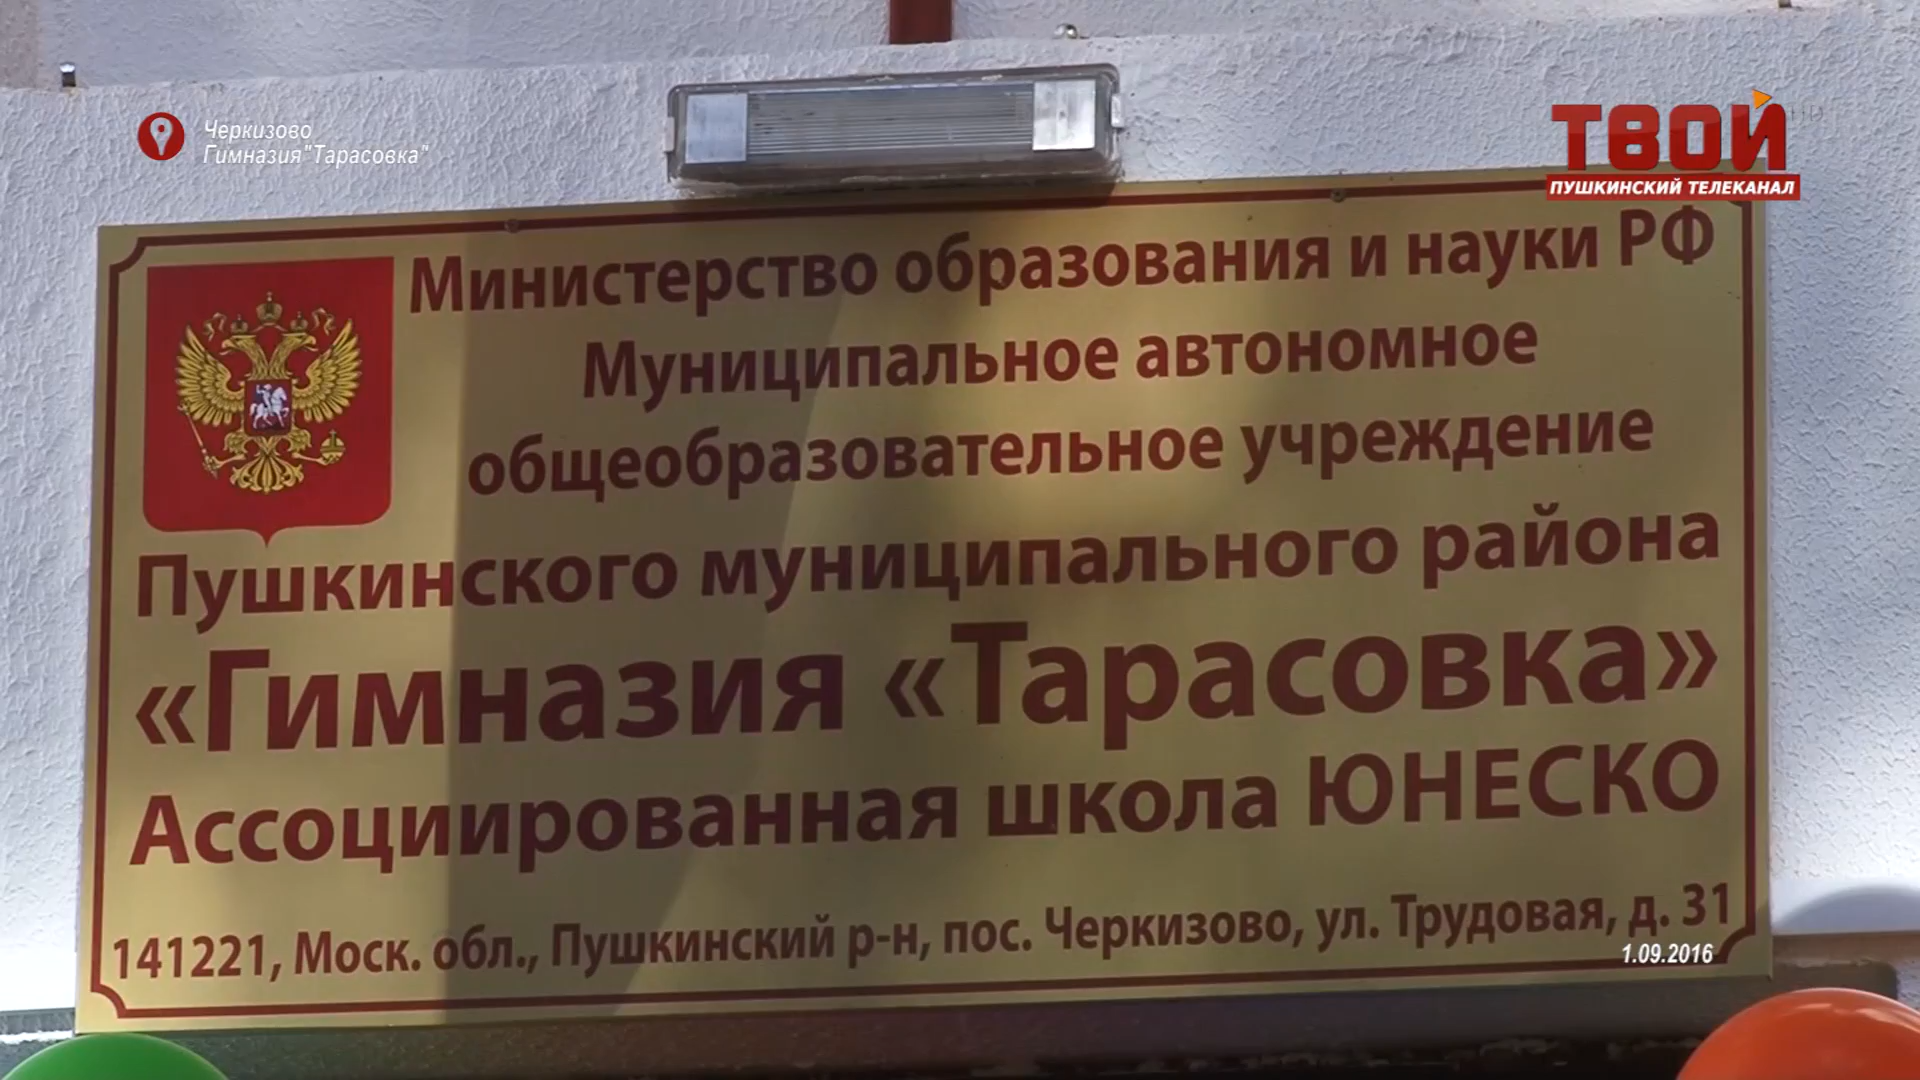 Черкизово
Гимназия"Тарасовка"
ТВОЙ
ПУШКИНСКИЙ ТЕЛЕКАНАЛ
Министерство образования и науки РФ
Муниципальное автономное
общеобразовательное учреждение
Пушкинского муниципального района
«Гимназия «Тарасовка»
Ассоциированная школа ЮНЕСКО
141221, Моск. обл., Пушкинский р-н, пос. Черкизово, ул. Трудовая, д. 31
1.09.2016